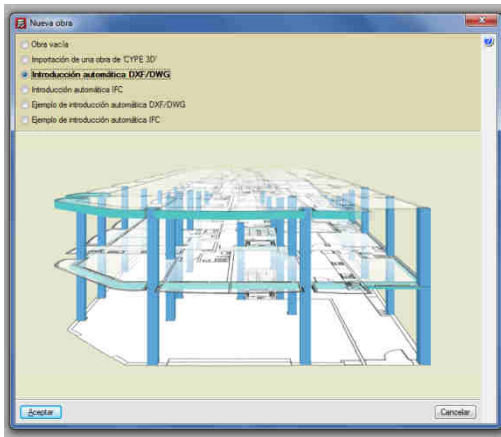 Nueva obra
Obra vacía
Importación de una obra de 'CYPE 3D'
Introducción automática DXF/DWG
Introducción automática IFC
Ejemplo de introducción automática DXF/DWG
Ejemplo de introducción automática IFC
Aceptar
Cancelar